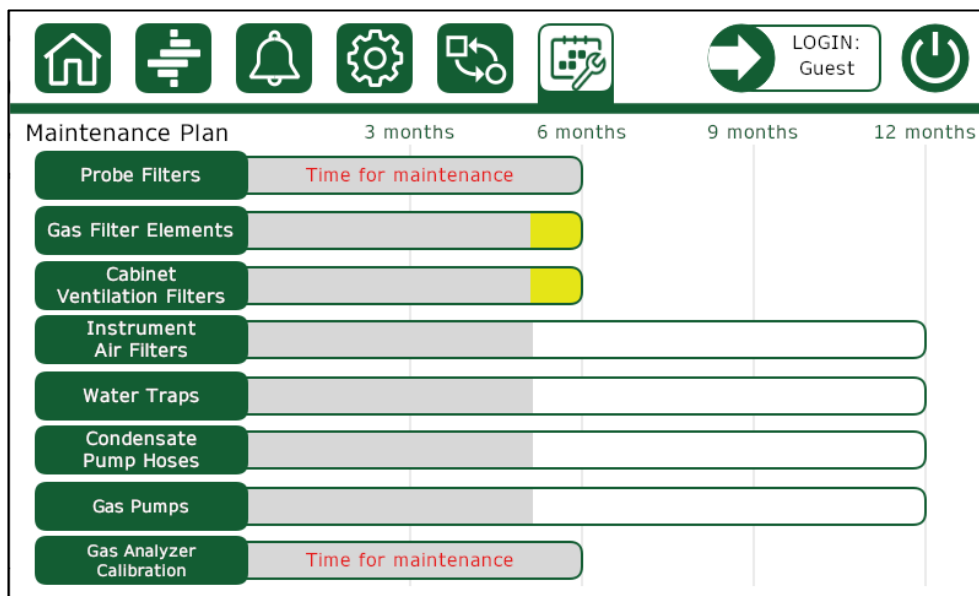 LOGIN:
Guest
Maintenance Plan
3 months
6 months
9 months
12 months
Probe Filters
Time for maintenance
Gas Filter Elements
Cabinet
Ventilation Filters
Instrument
Air Filters
Water Traps
Condensate
Pump Hoses
Gas Pumps
Gas Analyzer
Calibration
Time for maintenance